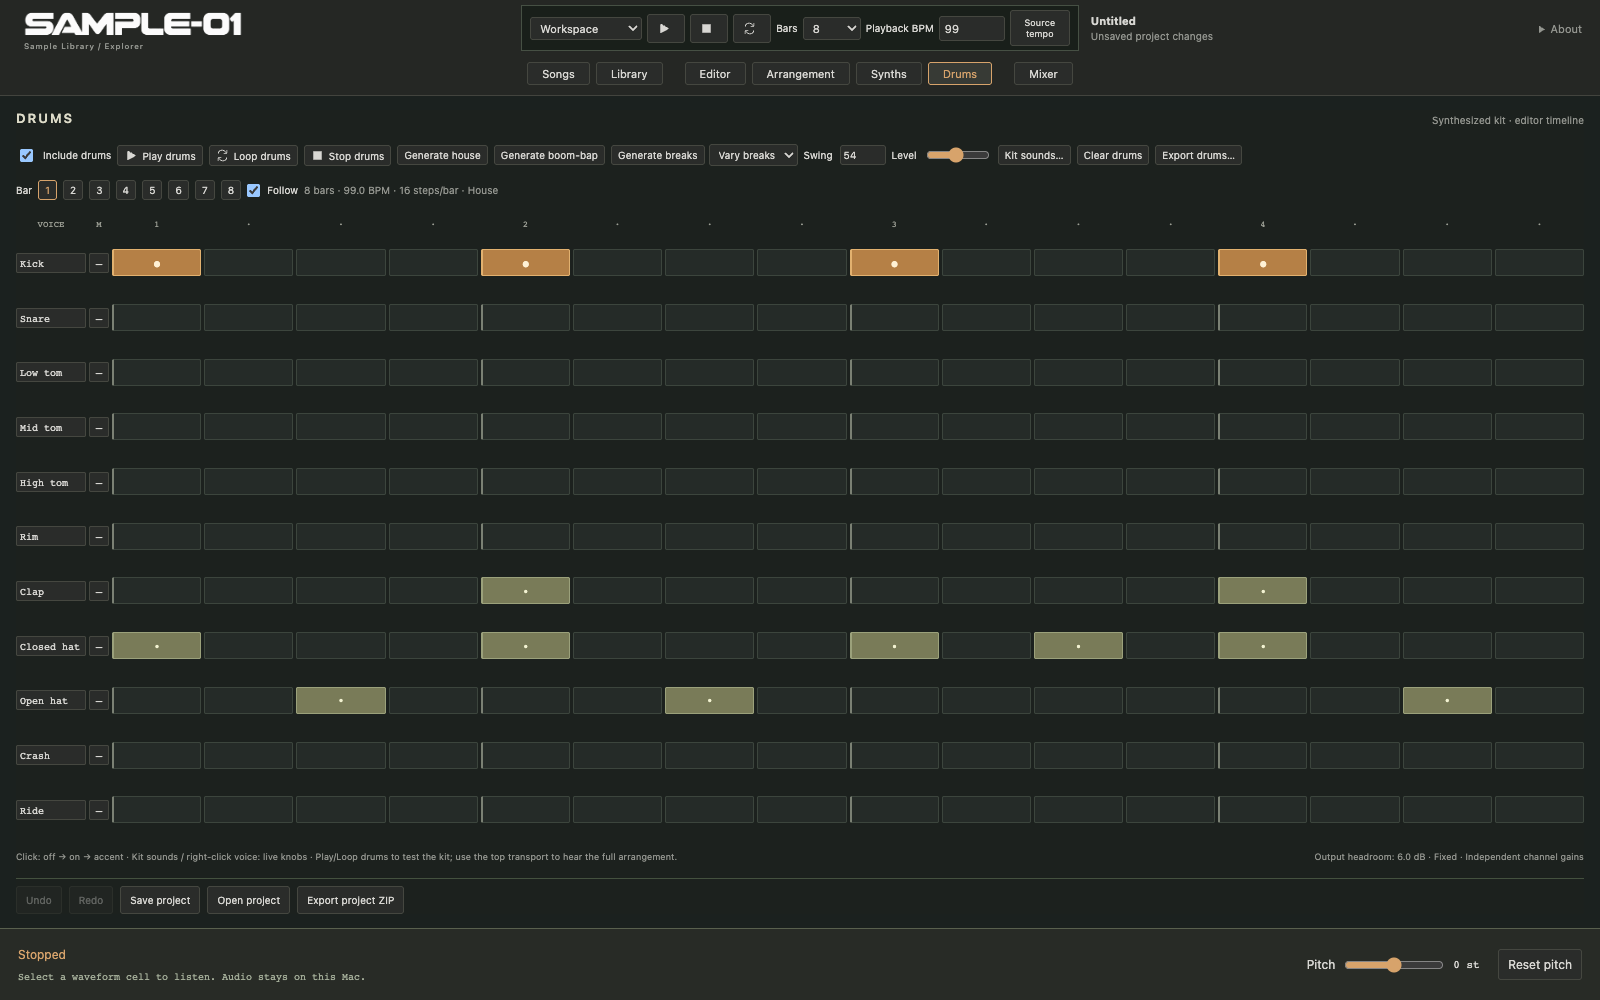 SAMPLE-01
Sample Library / Explorer
Workspace
Bars 8 Playback BPM 99 Source tempo
Untitled
Unsaved project changes
About
Songs Library Editor Arrangement Synths Drums Mixer
DRUMS
Synthesized kit · editor timeline
Include drums Play drums Loop drums Stop drums Generate house Generate boom-bap Generate breaks Vary breaks Swing 54 Level Kit sounds... Clear drums Export drums...
Bar 1 2 3 4 5 6 7 8 Follow 8 bars · 99.0 BPM · 16 steps/bar · House
VOICE M 1 · · · 2 · · · 3 · · · 4 · · ·
Kick –
Snare –
Low tom –
Mid tom –
High tom –
Rim –
Clap –
Closed hat –
Open hat –
Crash –
Ride –
Click: off → on → accent · Kit sounds / right-click voice: live knobs · Play/Loop drums to test the kit; use the top transport to hear the full arrangement.
Output headroom: 6.0 dB · Fixed · Independent channel gains
Undo Redo Save project Open project Export project ZIP
Stopped
Select a waveform cell to listen. Audio stays on this Mac.
Pitch 0 st Reset pitch